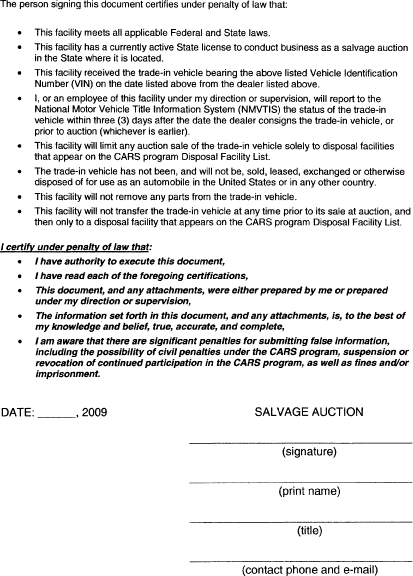 The person signing this document certifies under penalty of law that:
• This facility meets all applicable Federal and State laws.
• This facility has a currently active State license to conduct business as a salvage auction
in the State where it is located.
• This facility received the trade-in vehicle bearing the above listed Vehicle Identification
Number (VIN) on the date listed above from the dealer listed above.
• I, or an employee of this facility under my direction or supervision, will report to the
National Motor Vehicle Title Information System (NMVTIS) the status of the trade-in
vehicle within three (3) days after the date the dealer consigns the trade-in vehicle, or
prior to auction (whichever is earlier).
• This facility will limit any auction sale of the trade-in vehicle solely to disposal facilities
that appear on the CARS program Disposal Facility List.
• The trade-in vehicle has not been, and will not be, sold, leased, exchanged or otherwise
disposed of for use as an automobile in the United States or in any other country.
• This facility will not remove any parts from the trade-in vehicle.
• This facility will not transfer the trade-in vehicle at any time prior to its sale at auction, and
then only to a disposal facility that appears on the CARS program Disposal Facility List.
I certify under penalty of law that:
• I have authority to execute this document,
• I have read each of the foregoing certifications,
• This document, and any attachments, were either prepared by me or prepared
under my direction or supervision,
• The information set forth in this document, and any attachments, is, to the best of
my knowledge and belief, true, accurate, and complete,
• I am aware that there are significant penalties for submitting false information,
including the possibility of civil penalties under the CARS program, suspension or
revocation of continued participation in the CARS program, as well as fines and/or
imprisonment.
DATE: ______, 2009 SALVAGE AUCTION
(signature)
(print name)
(title)
(contact phone and e-mail)